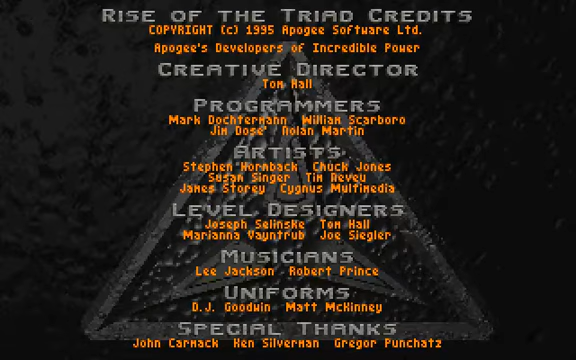 Rise of the Triad Credits
COPYRIGHT (c) 1995 Apogee Software Ltd.
Apogee's Developers of Incredible Power
Creative Director
Tom Hall
Programmers
Mark Dochtermann William Scarboro
Jim Dose' Nolan Martin
Artists
Stephen Hornback Chuck Jones
Susan Singer Tim Neveu
James Storey Cygnus Multimedia
Level Designers
Joseph Selinske Tom Hall
Marianna Vayntrub Joe Siegler
Musicians
Lee Jackson Robert Prince
Uniforms
D.J. Goodwin Matt McKinney
Special Thanks
John Carmack Ken Silverman Gregor Punchatz